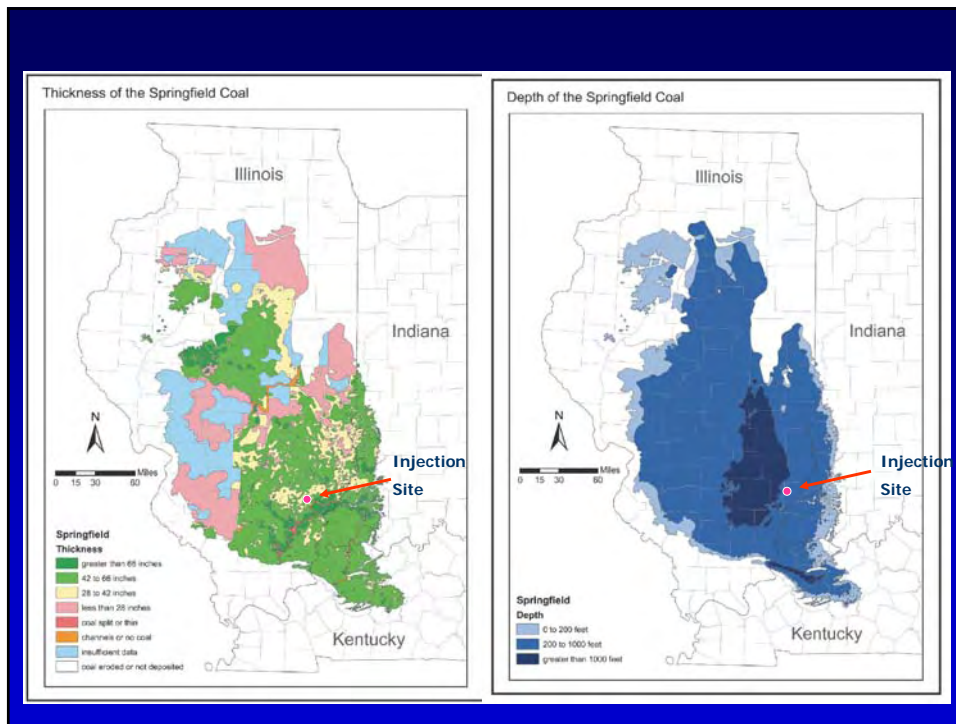 Thickness of the Springfield Coal
Illinois
Indiana
N
Miles
0 15 30 60
Injection
Site
Springfield
Thickness
greater than 66 inches
42 to 66 inches
28 to 42 inches
less than 28 inches
coal split or thin
channels or no coal
insufficient data
coal eroded or not deposited
Kentucky
Depth of the Springfield Coal
Illinois
Indiana
N
Miles
0 15 30 60
Injection
Site
Springfield
Depth
0 to 200 feet
200 to 1000 feet
greater than 1000 feet
Kentucky